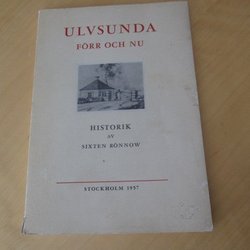 ULVSUNDA
FÖRR OCH NU
HISTORIK
AV
SIXTEN RÖNNOW
STOCKHOLM 1957